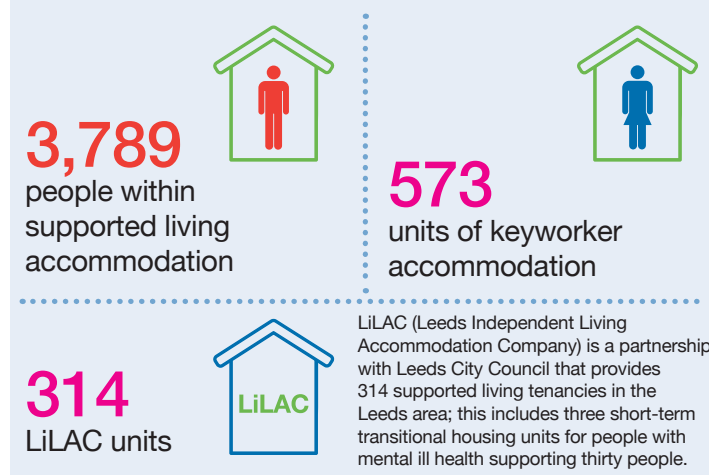 3,789
people within
supported living
accommodation
573
units of keyworker
accommodation
314
LiLAC units
LiLAC
LiLAC (Leeds Independent Living
Accommodation Company) is a partnership
with Leeds City Council that provides
314 supported living tenancies in the
Leeds area; this includes three short-term
transitional housing units for people with
mental ill health supporting thirty people.